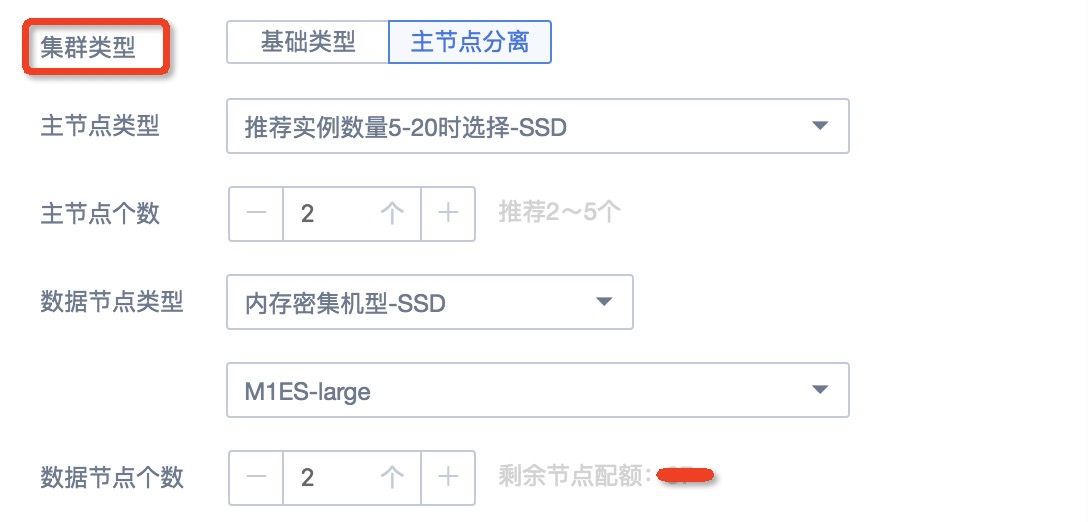 集群类型 基础类型 主节点分离
主节点类型 推荐实例数量5-20时选择-SSD
主节点个数 2 个 推荐2～5个
数据节点类型 内存密集机型-SSD
M1ES-large
数据节点个数 2 个 剩余节点配额：